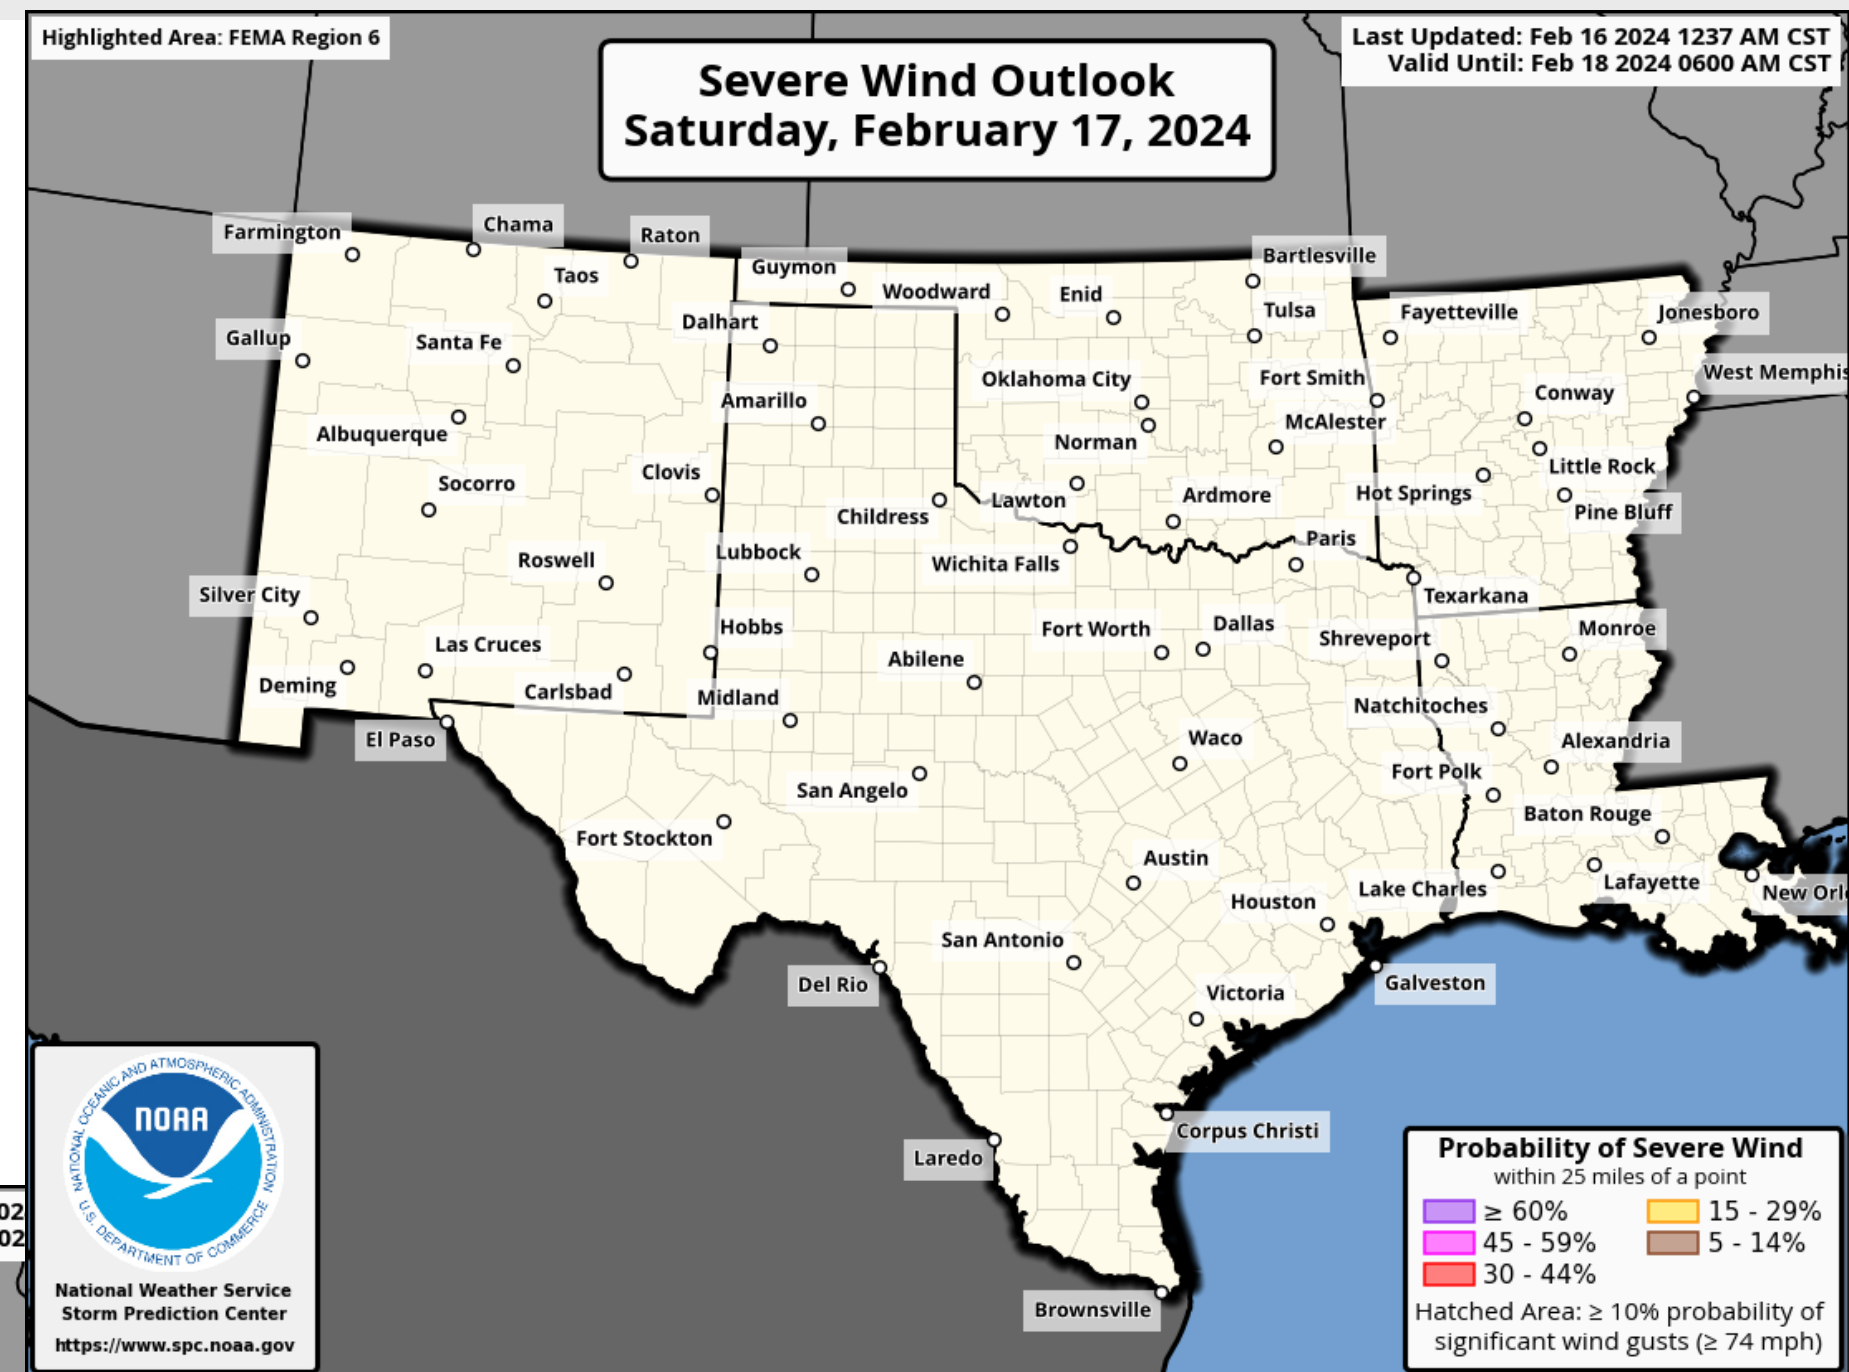 Highlighted Area: FEMA Region 6
Last Updated: Feb 16 2024 1237 AM CST
Valid Until: Feb 18 2024 0600 AM CST
Severe Wind Outlook
Saturday, February 17, 2024
Farmington
Chama
Raton
Taos
Guymon
Woodward
Enid
Bartlesville
Tulsa
Fayetteville
Jonesboro
Gallup
Santa Fe
Dalhart
Oklahoma City
Fort Smith
West Memphis
Conway
Amarillo
Albuquerque
Norman
McAlester
Socorro
Clovis
Childress
Lawton
Ardmore
Hot Springs
Little Rock
Pine Bluff
Roswell
Lubbock
Wichita Falls
Paris
Silver City
Texarkana
Las Cruces
Hobbs
Abilene
Fort Worth
Dallas
Shreveport
Monroe
Deming
Carlsbad
Midland
Natchitoches
El Paso
Waco
Alexandria
San Angelo
Fort Polk
Fort Stockton
Baton Rouge
Austin
Lake Charles
Lafayette
New Orl
Houston
San Antonio
Del Rio
Victoria
Galveston
Corpus Christi
Laredo
Brownsville
02
02
NATIONAL OCEANIC AND ATMOSPHERIC ADMINISTRATION
NOAA
U.S. DEPARTMENT OF COMMERCE
National Weather Service
Storm Prediction Center
https://www.spc.noaa.gov
Probability of Severe Wind
within 25 miles of a point
≥ 60%
15 - 29%
45 - 59%
5 - 14%
30 - 44%
Hatched Area: ≥ 10% probability of
significant wind gusts (≥ 74 mph)